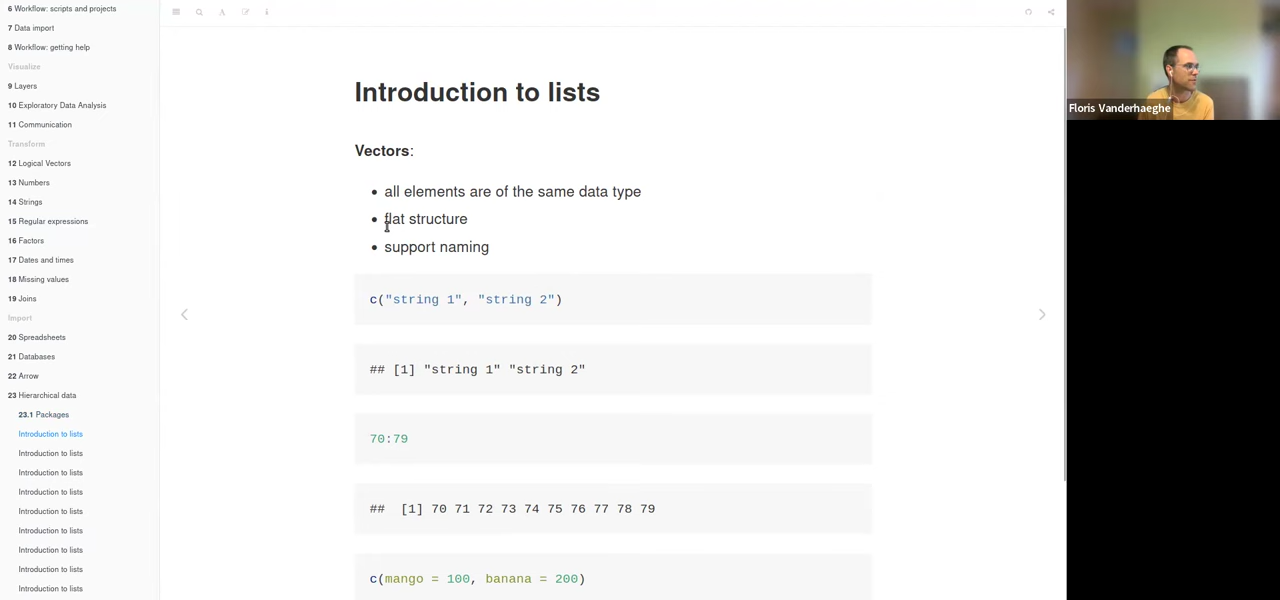 6 Workflow: scripts and projects
7 Data import
8 Workflow: getting help
Visualize
9 Layers
10 Exploratory Data Analysis
11 Communication
Transform
12 Logical Vectors
13 Numbers
14 Strings
15 Regular expressions
16 Factors
17 Dates and times
18 Missing values
19 Joins
Import
20 Spreadsheets
21 Databases
22 Arrow
23 Hierarchical data
23.1 Packages
Introduction to lists
Introduction to lists
Introduction to lists
Introduction to lists
Introduction to lists
Introduction to lists
Introduction to lists
Introduction to lists
Introduction to lists
Introduction to lists
Vectors:
• all elements are of the same data type
• flat structure
• support naming
c("string 1", "string 2")
## [1] "string 1" "string 2"
70:79
##  [1] 70 71 72 73 74 75 76 77 78 79
c(mango = 100, banana = 200)
Floris Vanderhaeghe